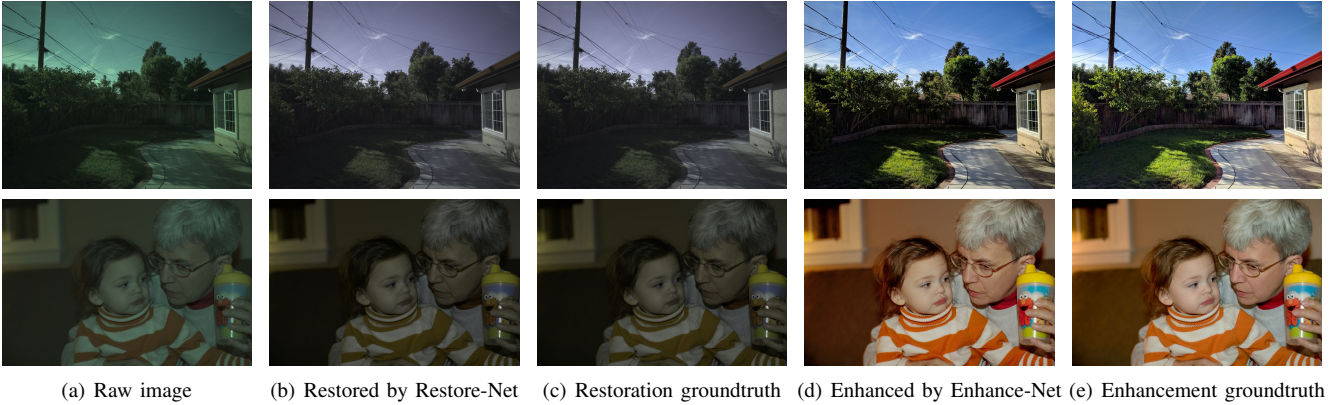 (a) Raw image
(b) Restored by Restore-Net
(c) Restoration groundtruth
(d) Enhanced by Enhance-Net
(e) Enhancement groundtruth